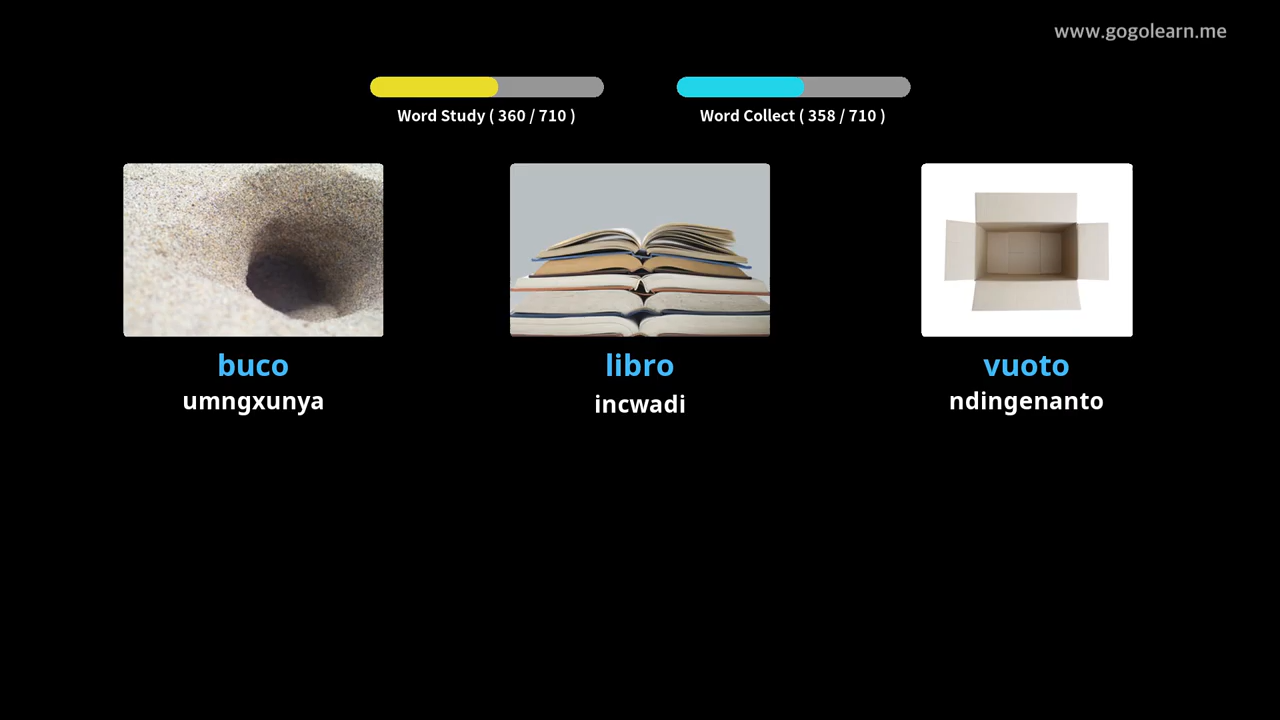 www.gogolearn.me
Word Study ( 360 / 710 )
Word Collect ( 358 / 710 )
buco
umngxunya
libro
incwadi
vuoto
ndingenanto